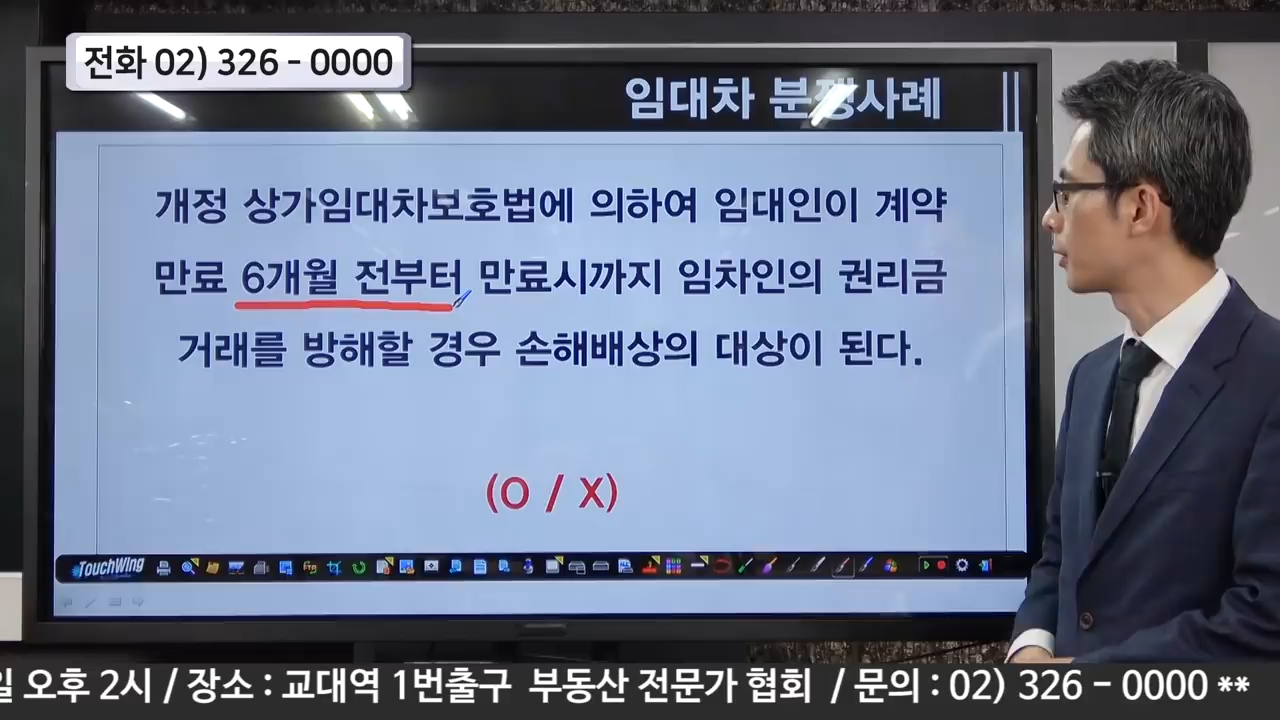 전화 02) 326 - 0000
임대차 분쟁사례
개정 상가임대차보호법에 의하여 임대인이 계약
만료 6개월 전부터 만료시까지 임차인의 권리금
거래를 방해할 경우 손해배상의 대상이 된다.
(O / X)
TouchWing
일 오후 2시 / 장소 : 교대역 1번출구 부동산 전문가 협회 / 문의 : 02) 326 - 0000 **